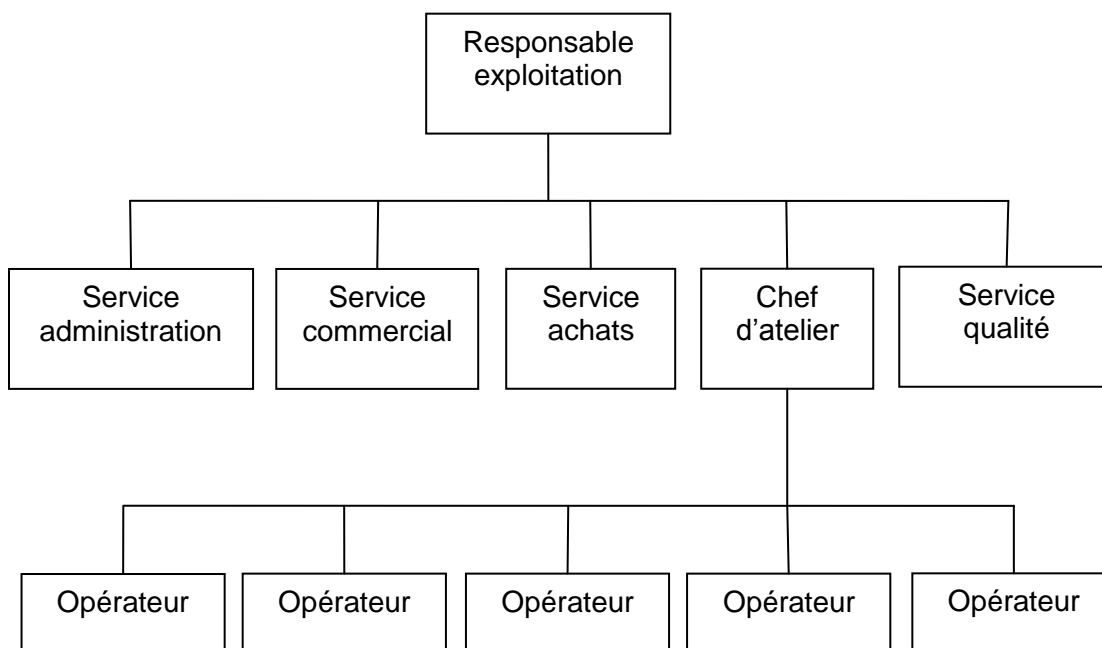 Responsable
exploitation
Service
administration
Service
commercial
Service
achats
Chef
d’atelier
Service
qualité
Opérateur
Opérateur
Opérateur
Opérateur
Opérateur